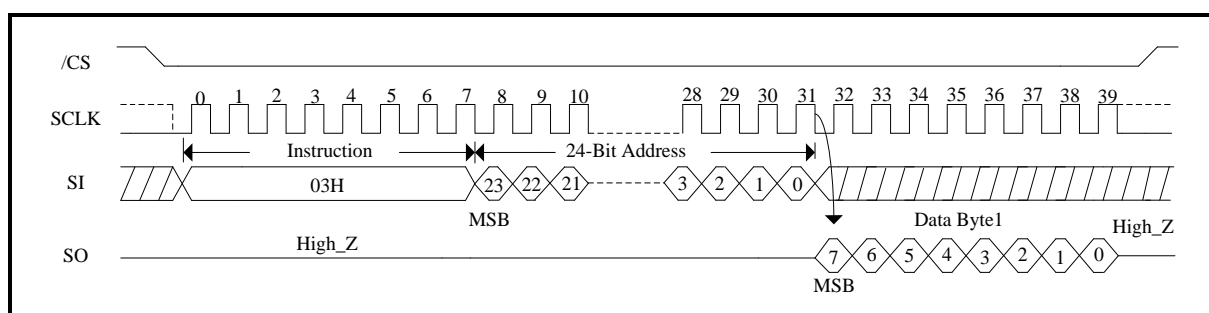 /CS
0 1 2 3 4 5 6 7 8 9 10 28 29 30 31 32 33 34 35 36 37 38 39
SCLK
Instruction 24-Bit Address
SI 03H 23 22 21 3 2 1 0
MSB Data Byte1 High_Z
High_Z
SO 7 6 5 4 3 2 1 0
MSB